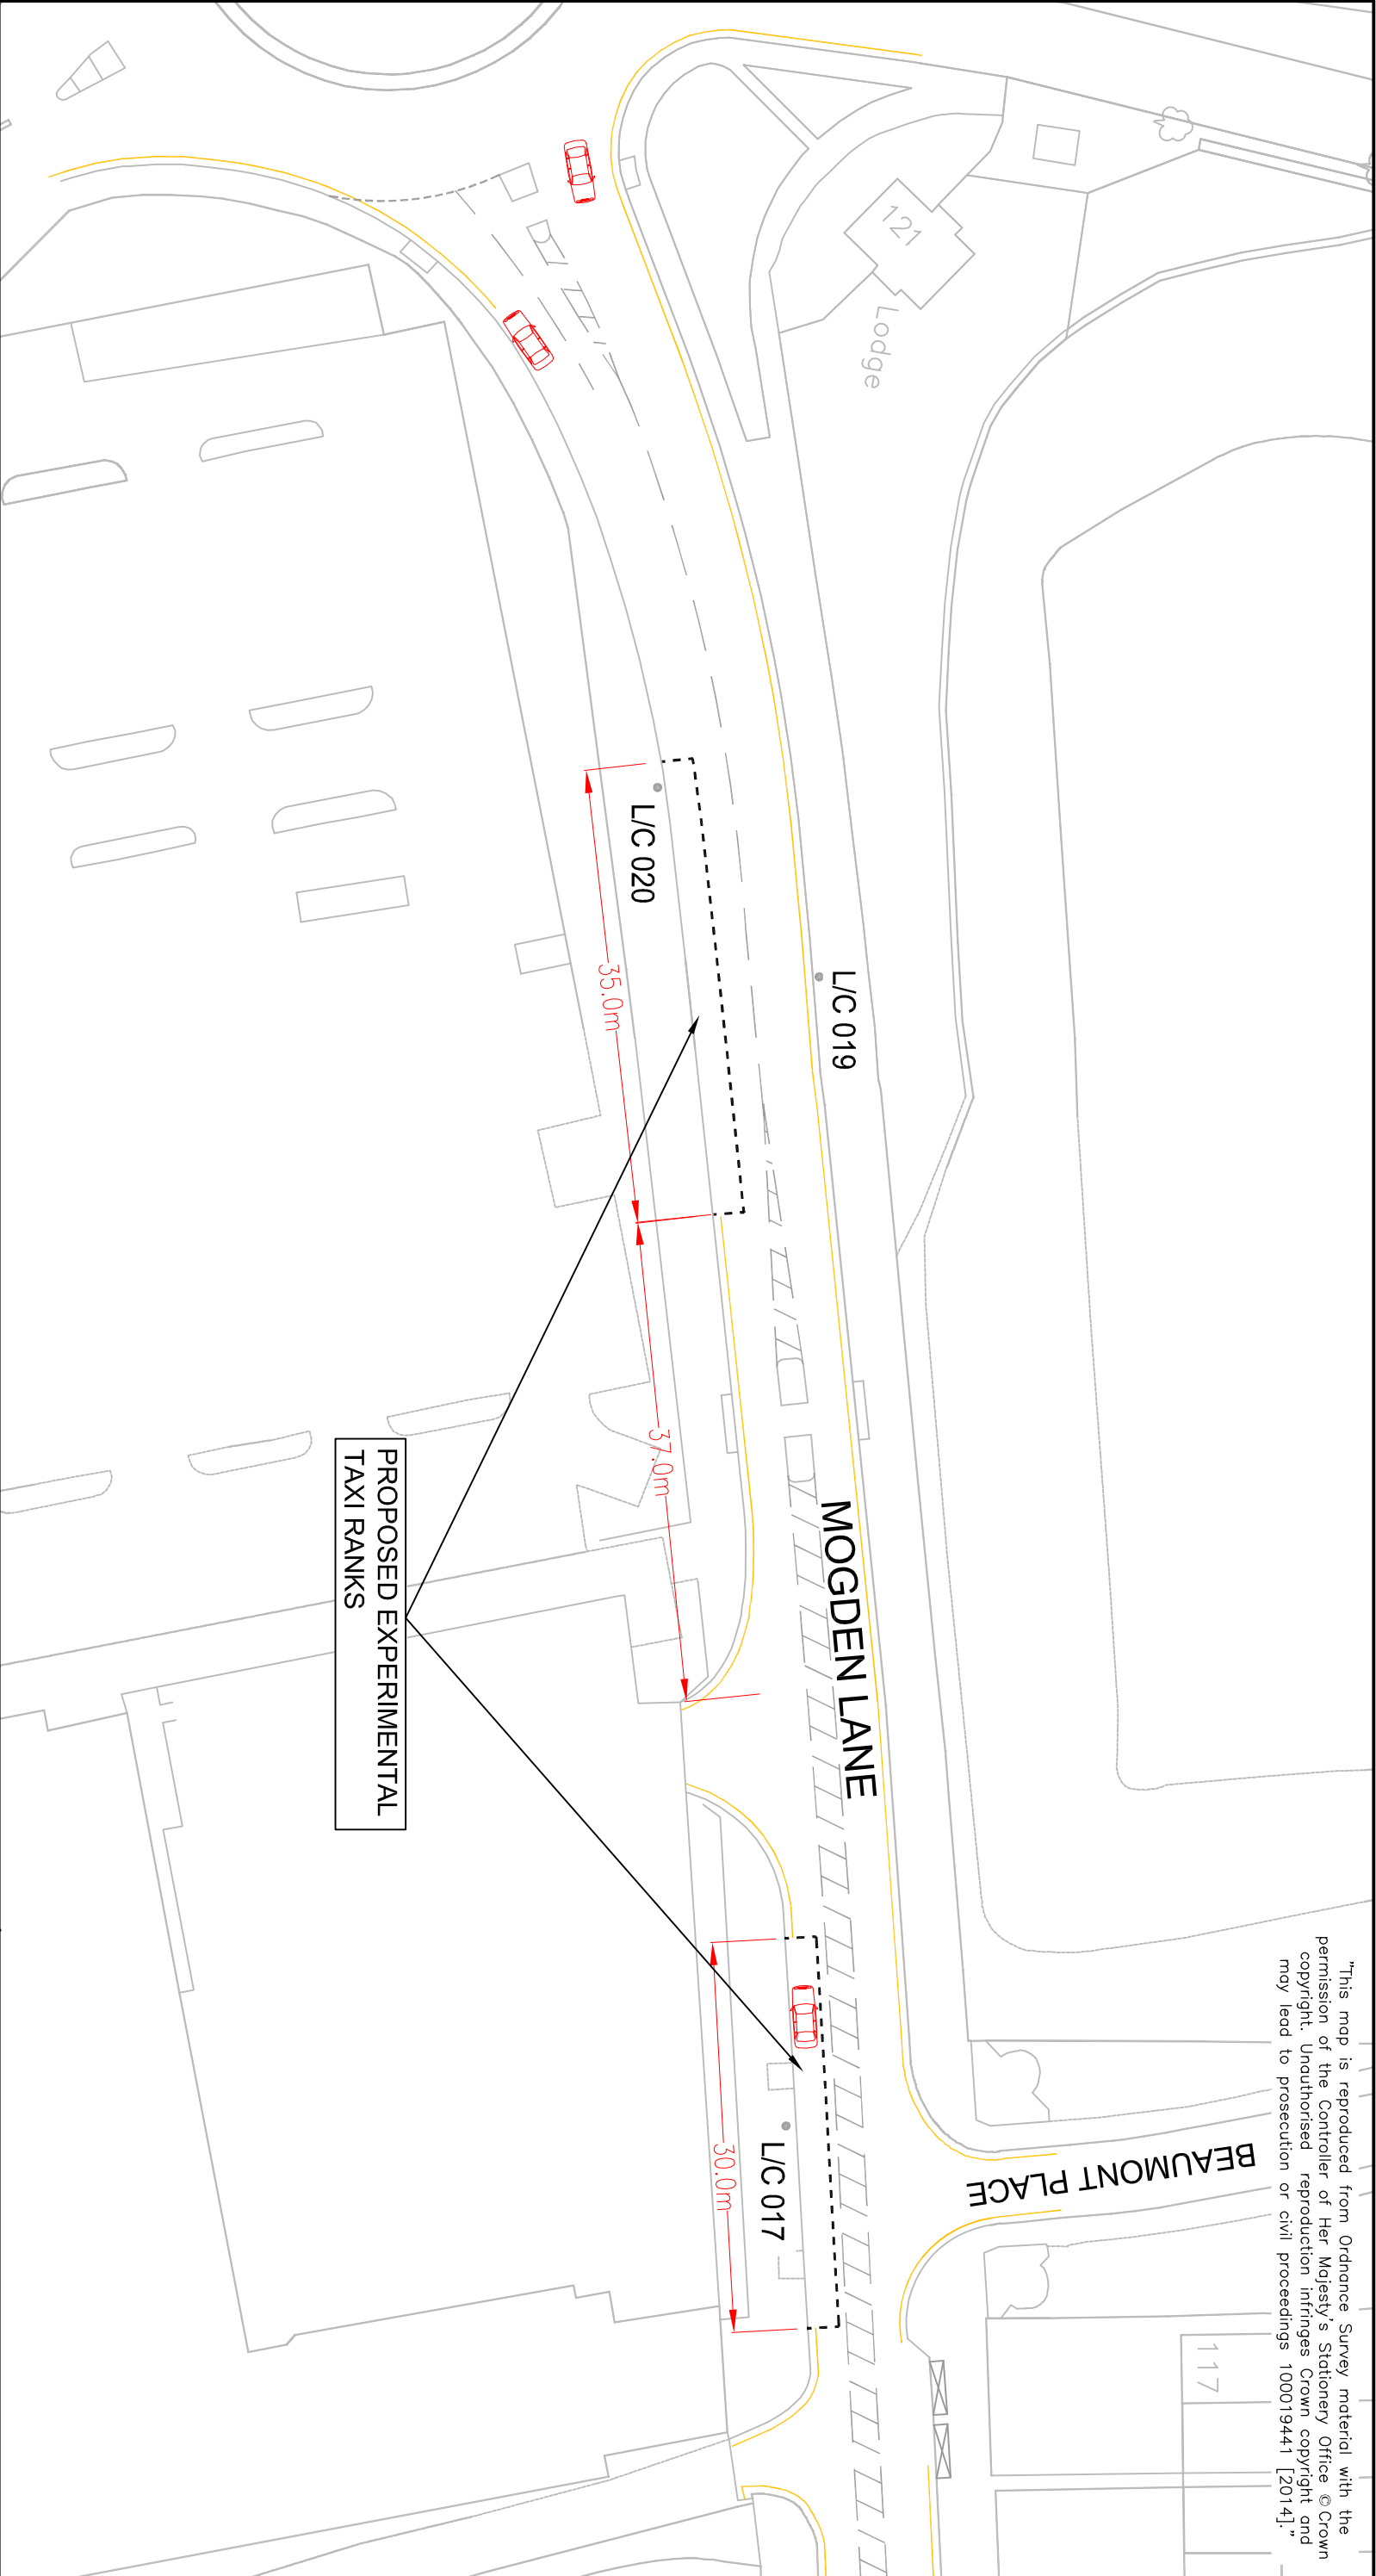 "This map is reproduced from Ordnance Survey material with the
permission of the Controller of Her Majesty's Stationery Office © Crown
copyright. Unauthorised reproduction infringes Crown copyright and
may lead to prosecution or civil proceedings 100019441 [2014]."
121
Lodge
L/C 019
L/C 020
35.0m
37.0m
MOGDEN LANE
PROPOSED EXPERIMENTAL
TAXI RANKS
BEAUMONT PLACE
L/C 017
30.0m
117